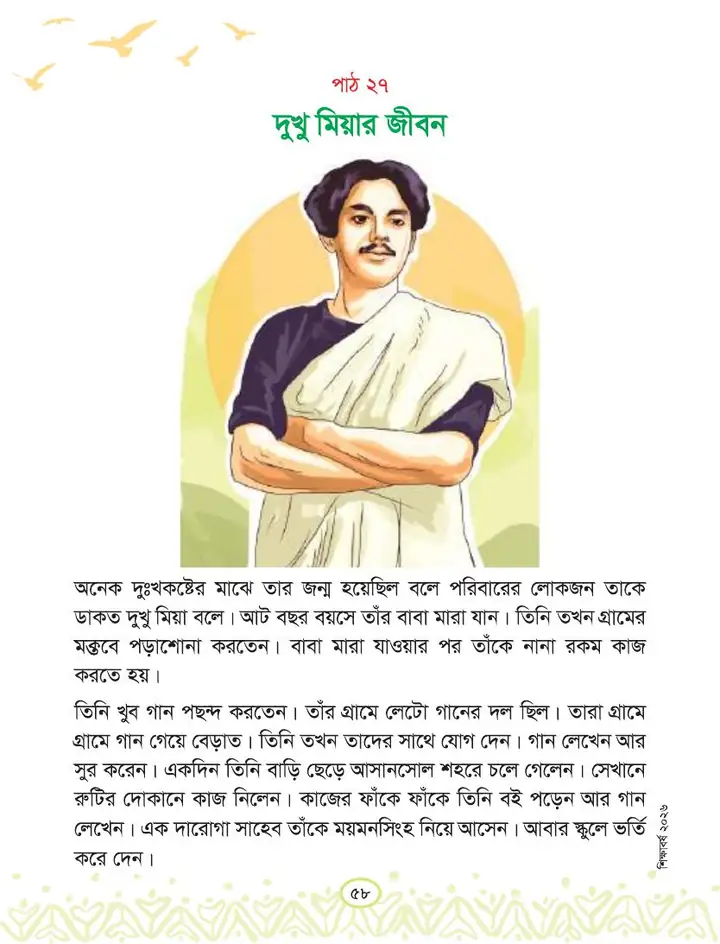 পাঠ ২৭
দুখু মিয়ার জীবন
অনেক দুঃখকষ্টের মাঝে তার জন্ম হয়েছিল বলে পরিবারের লোকজন তাকে
ডাকত দুখু মিয়া বলে। আট বছর বয়সে তাঁর বাবা মারা যান। তিনি তখন গ্রামের
মক্তবে পড়াশোনা করতেন। বাবা মারা যাওয়ার পর তাঁকে নানা রকম কাজ
করতে হয়।
তিনি খুব গান পছন্দ করতেন। তাঁর গ্রামে লেটো গানের দল ছিল। তারা গ্রামে
গ্রামে গান গেয়ে বেড়াত। তিনি তখন তাদের সাথে যোগ দেন। গান লেখেন আর
সুর করেন। একদিন তিনি বাড়ি ছেড়ে আসানসোল শহরে চলে গেলেন। সেখানে
রুটির দোকানে কাজ নিলেন। কাজের ফাঁকে ফাঁকে তিনি বই পড়েন আর গান
লেখেন। এক দারোগা সাহেব তাঁকে ময়মনসিংহ নিয়ে আসেন। আবার স্কুলে ভর্তি
করে দেন।
শিক্ষাবর্ষ ২০২৬
৫৮